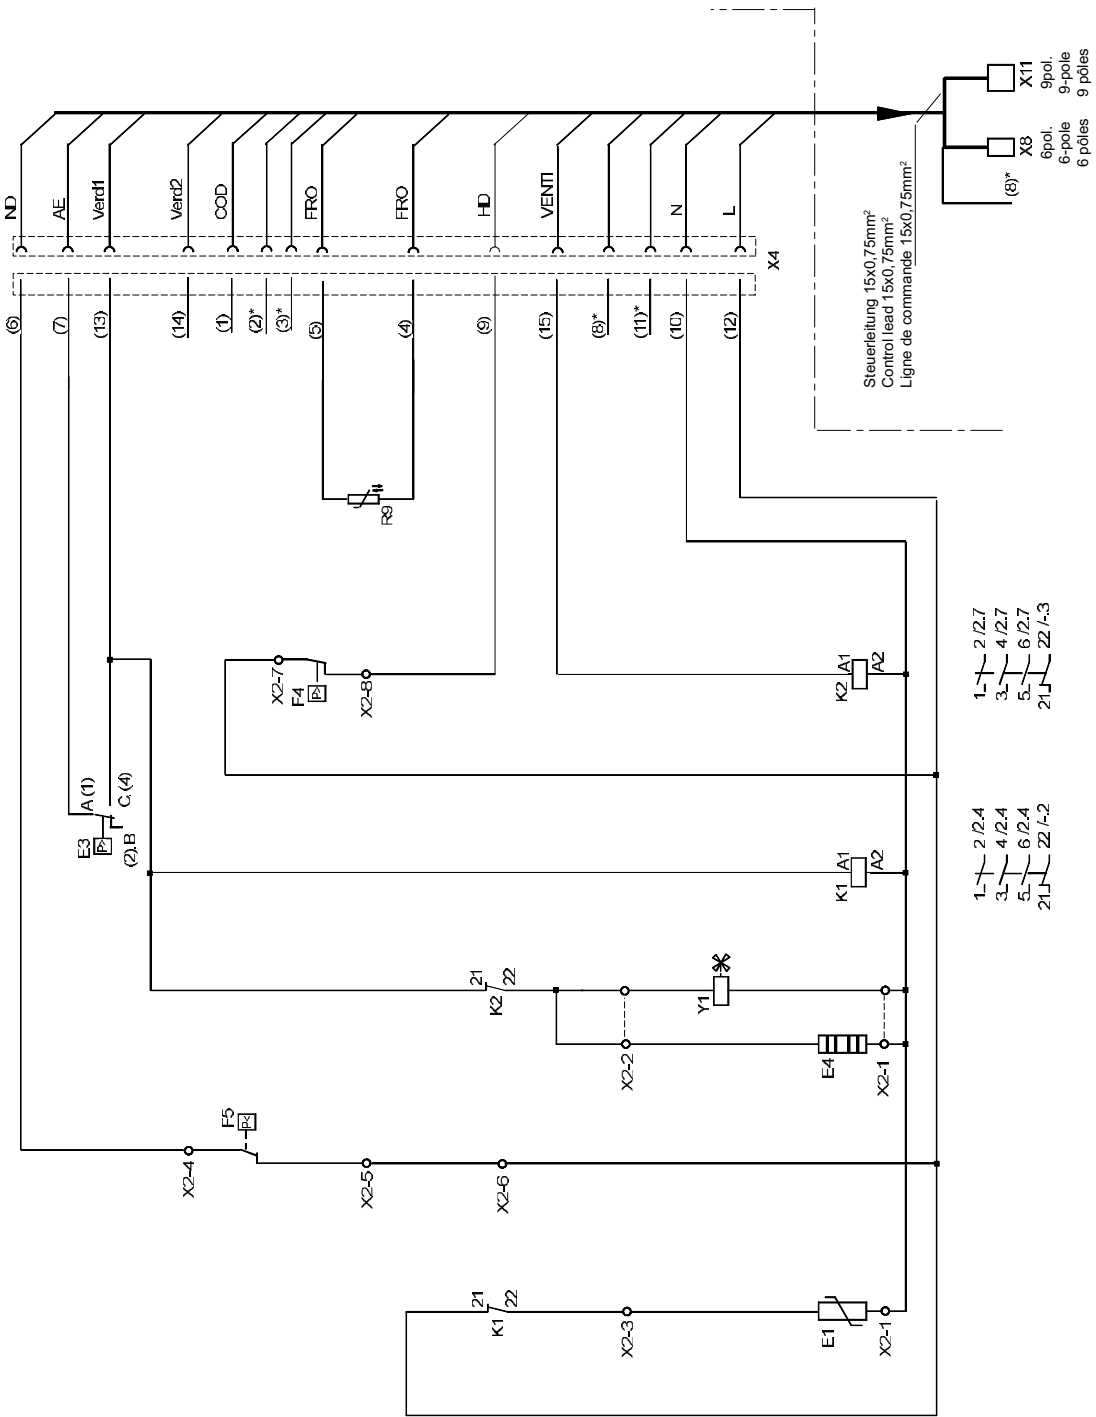 ND
AE
Verd1
Verd2
COD
FRO
FRO
HD
VENTI
N
L
X4
(6)
(7)
(13)
(14)
(1)
(2)*
(3)*
(5)
(4)
(9)
(15)
(8)*
(11)*
(10)
(12)
X11
9pol.
9-pole
9 pôles
X8
6pol.
6-pole
6 pôles
(8)*
Steuerleitung 15x0,75mm²
Control lead 15x0,75mm²
Ligne de commande 15x0,75mm²
R9
X2-7
F4
P>
X2-8
K2
A1
A2
1 2 /2.7
3 4 /2.7
5 6 /2.7
21 22 /-.3
E3
P>
A (1)
C. (4)
(2).B
K1
A1
A2
1 2 /2.4
3 4 /2.4
5 6 /2.4
21 22 /-.2
21
K2
22
Y1
X2-2
E4
X2-1
F5
P<
X2-4
X2-5
X2-6
21
K1
22
X2-3
E1
X2-1